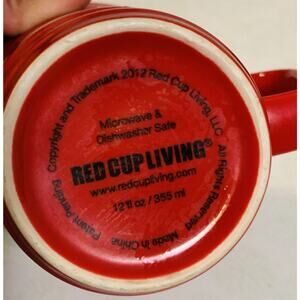 Copyright and Trademark 2012 Red Cup Living, LLC All Rights Reserved
Microwave &
Dishwasher Safe
RED CUP LIVING®
www.redcupliving.com
12 fl oz / 355 ml
Patent Pending
Made in China